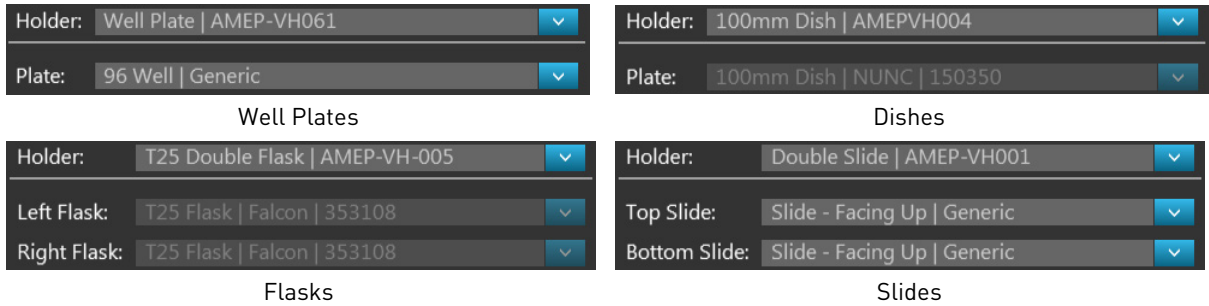 Holder: Well Plate | AMEP-VH061
Plate: 96 Well | Generic
Well Plates
Holder: 100mm Dish | AMEPVH004
Plate: 100mm Dish | NUNC | 150350
Dishes
Holder: T25 Double Flask | AMEP-VH-005
Left Flask: T25 Flask | Falcon | 353108
Right Flask: T25 Flask | Falcon | 353108
Flasks
Holder: Double Slide | AMEP-VH001
Top Slide: Slide - Facing Up | Generic
Bottom Slide: Slide - Facing Up | Generic
Slides